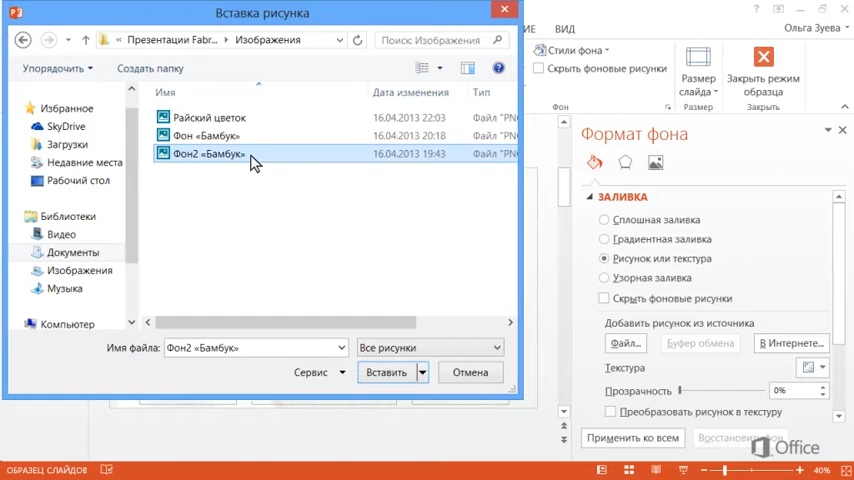 Вставка рисунка
Презентации Fabr...
Изображения
Поиск: Изображения
Упорядочить
Создать папку
Имя
Дата изменения
Тип
Избранное
SkyDrive
Загрузки
Недавние места
Рабочий стол
Библиотеки
Видео
Документы
Изображения
Музыка
Компьютер
Райский цветок 16.04.2013 22:03 Файл "PNG
Фон «Бамбук» 16.04.2013 20:18 Файл "PNG
Фон2 «Бамбук» 16.04.2013 19:43 Файл "PNG
Имя файла: Фон2 «Бамбук» Все рисунки
Сервис Вставить Отмена
ИЕ ВИД
Ольга Зуева
Стили фона
Скрыть фоновые рисунки
Фон
Размер
слайда
Размер
Закрыть режим
образца
Закрыть
Формат фона
ЗАЛИВКА
Сплошная заливка
Градиентная заливка
Рисунок или текстура
Узорная заливка
Скрыть фоновые рисунки
Добавить рисунок из источника
Файл... Буфер обмена В Интернете...
Текстура
Прозрачность 0%
Преобразовать рисунок в текстуру
Применить ко всем
Восстановить фон
Office
ОБРАЗЕЦ СЛАЙДОВ
40%